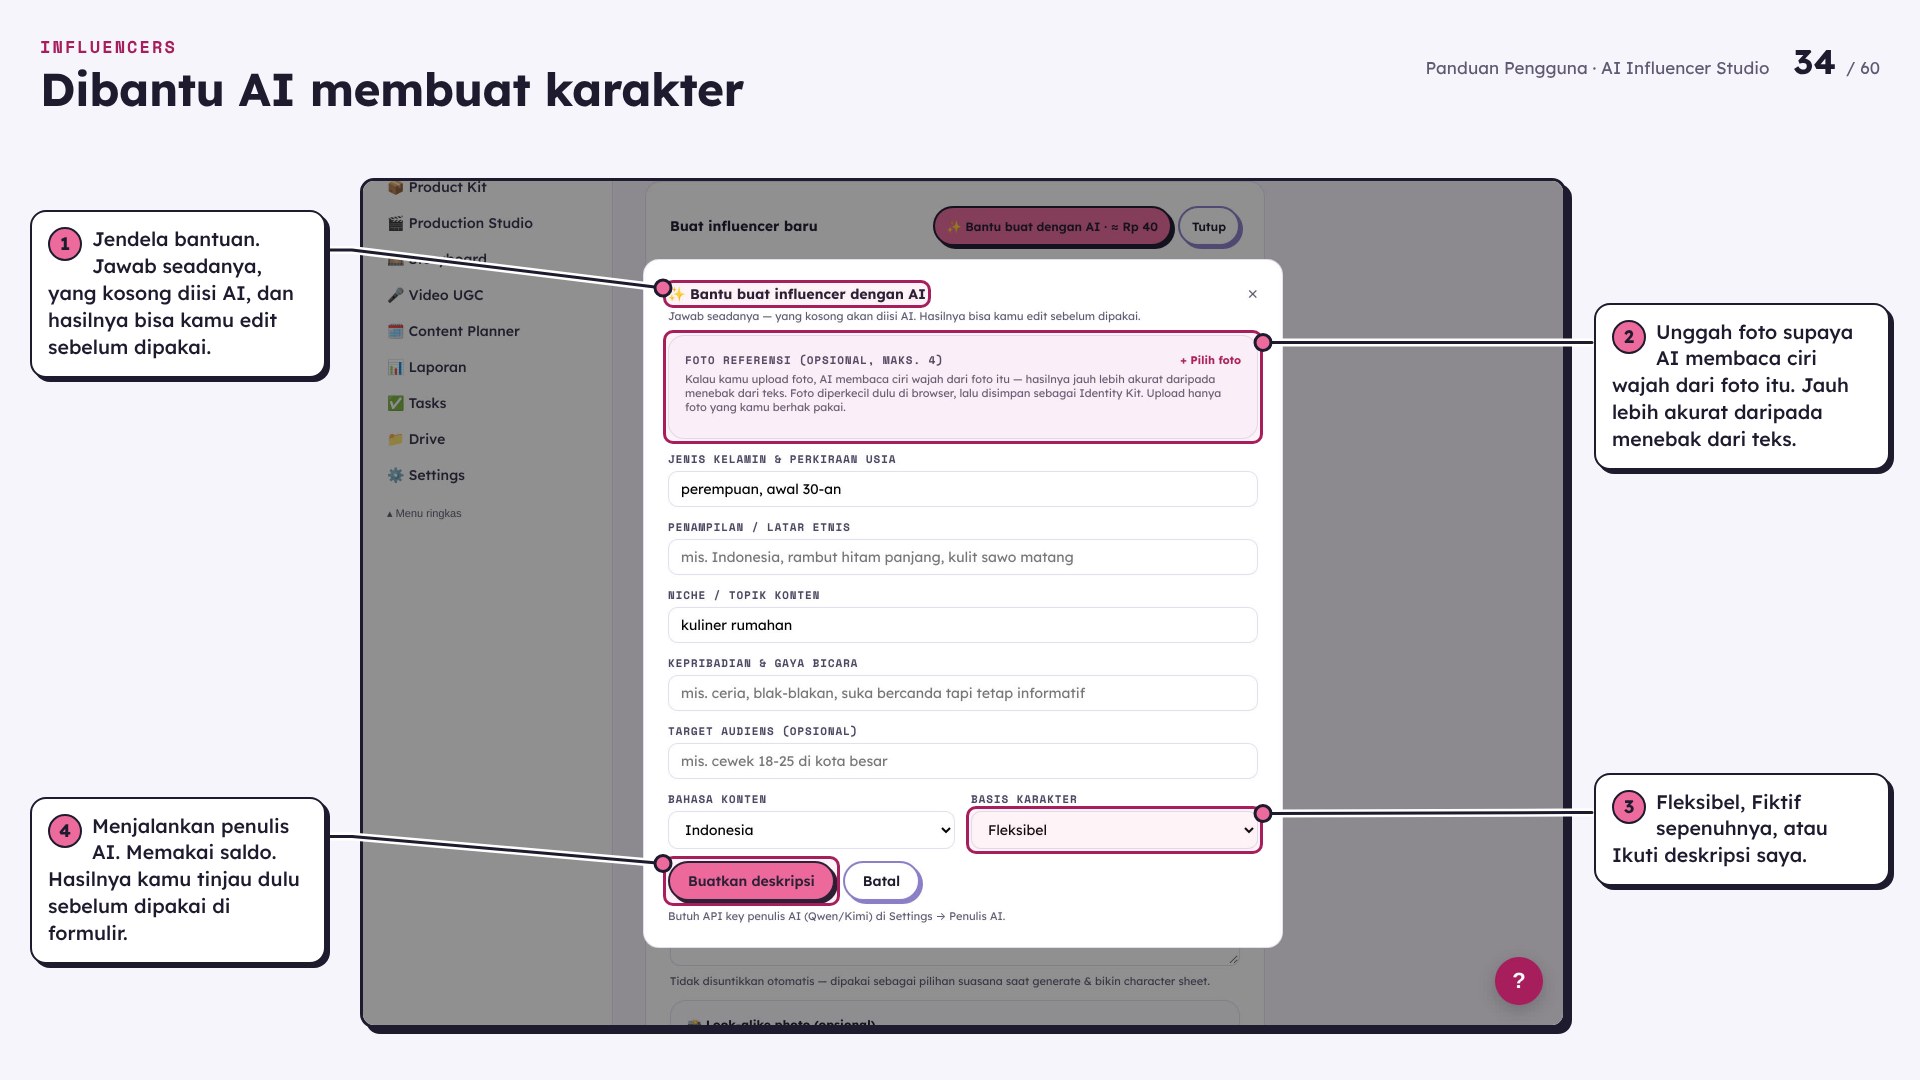 INFLUENCERS
Dibantu AI membuat karakter
Panduan Pengguna · AI Influencer Studio 34 / 60
1 Jendela bantuan.
Jawab seadanya,
yang kosong diisi AI, dan
hasilnya bisa kamu edit
sebelum dipakai.
📦 Product Kit
🎬 Production Studio
Storyboard
🎤 Video UGC
🗓️ Content Planner
📊 Laporan
✅ Tasks
📁 Drive
⚙️ Settings
▴ Menu ringkas
Buat influencer baru
✨ Bantu buat dengan AI · ≈ Rp 40
Tutup
✨ Bantu buat influencer dengan AI
×
Jawab seadanya — yang kosong akan diisi AI. Hasilnya bisa kamu edit sebelum dipakai.
FOTO REFERENSI (OPSIONAL, MAKS. 4)
+ Pilih foto
Kalau kamu upload foto, AI membaca ciri wajah dari foto itu — hasilnya jauh lebih akurat daripada
menebak dari teks. Foto diperkecil dulu di browser, lalu disimpan sebagai Identity Kit. Upload hanya
foto yang kamu berhak pakai.
JENIS KELAMIN & PERKIRAAN USIA
perempuan, awal 30-an
PENAMPILAN / LATAR ETNIS
mis. Indonesia, rambut hitam panjang, kulit sawo matang
NICHE / TOPIK KONTEN
kuliner rumahan
KEPRIBADIAN & GAYA BICARA
mis. ceria, blak-blakan, suka bercanda tapi tetap informatif
TARGET AUDIENS (OPSIONAL)
mis. cewek 18-25 di kota besar
BAHASA KONTEN
Indonesia
BASIS KARAKTER
Fleksibel
Buatkan deskripsi
Batal
Butuh API key penulis AI (Qwen/Kimi) di Settings → Penulis AI.
Tidak disuntikkan otomatis — dipakai sebagai pilihan suasana saat generate & bikin character sheet.
Look-alike photo (opsional)
?
2 Unggah foto supaya
AI membaca ciri
wajah dari foto itu. Jauh
lebih akurat daripada
menebak dari teks.
3 Fleksibel, Fiktif
sepenuhnya, atau
Ikuti deskripsi saya.
4 Menjalankan penulis
AI. Memakai saldo.
Hasilnya kamu tinjau dulu
sebelum dipakai di
formulir.